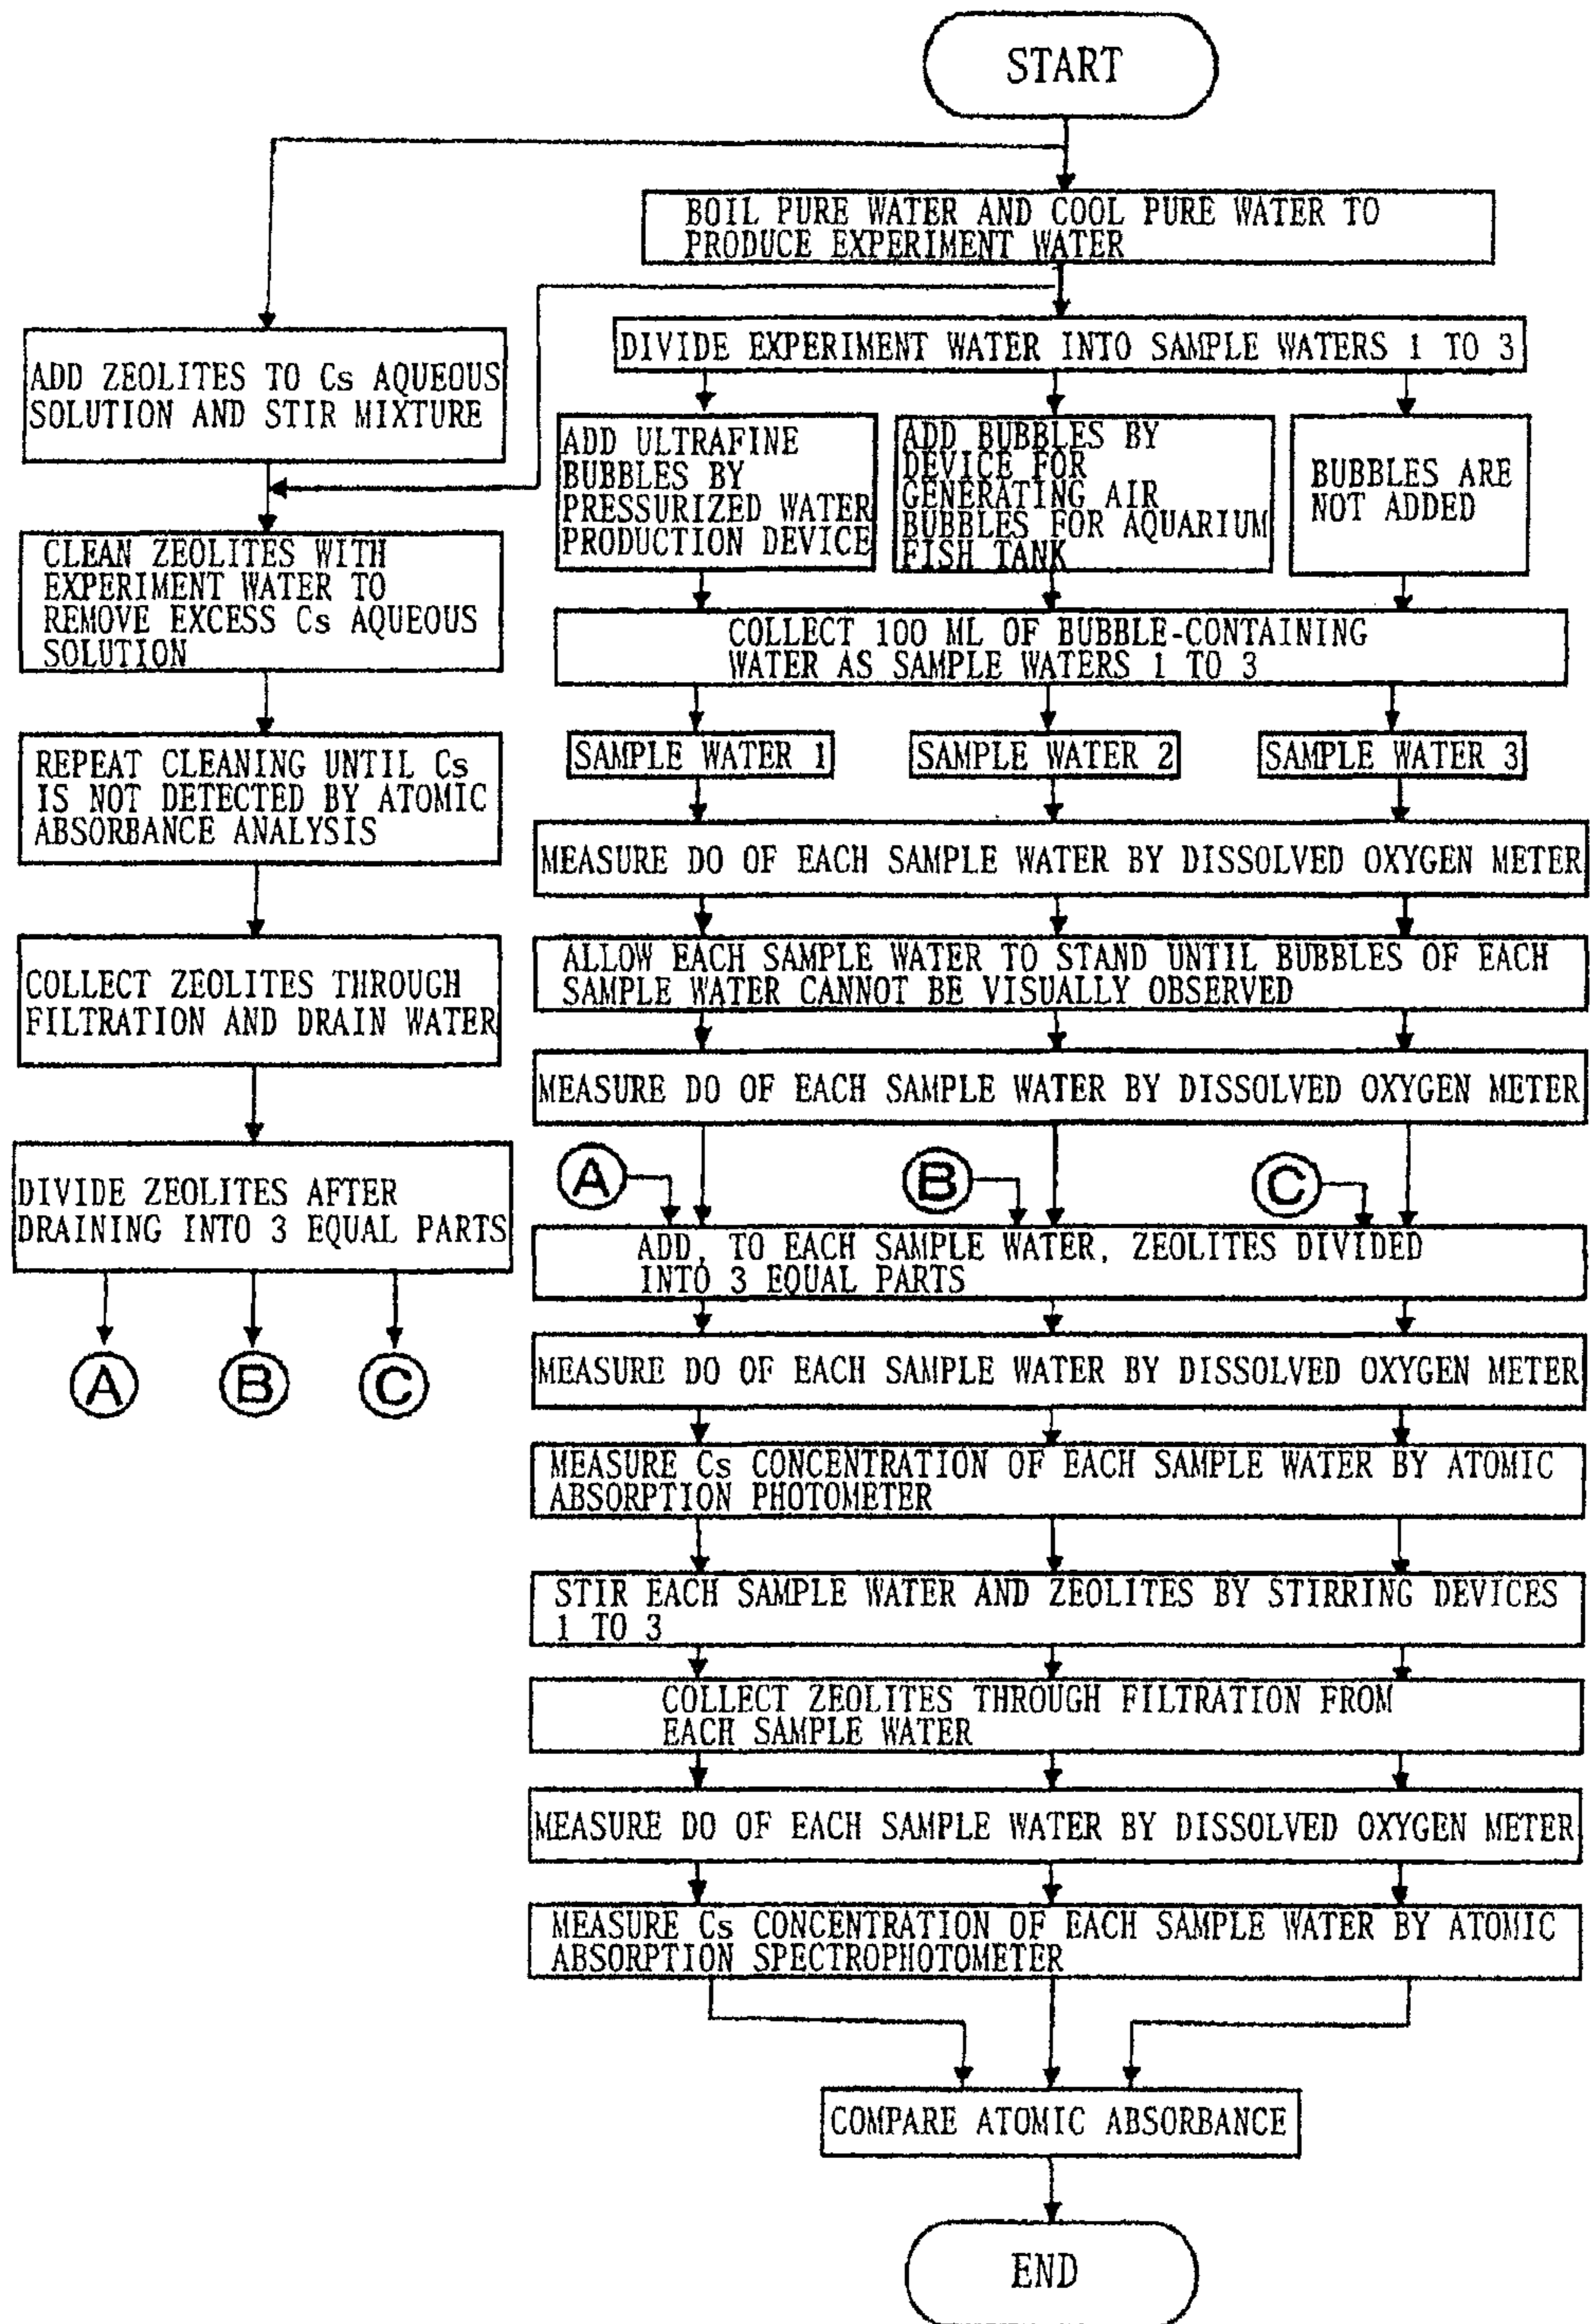 START
BOIL PURE WATER AND COOL PURE WATER TO
PRODUCE EXPERIMENT WATER
ADD ZEOLITES TO Cs AQUEOUS
SOLUTION AND STIR MIXTURE
CLEAN ZEOLITES WITH
EXPERIMENT WATER TO
REMOVE EXCESS Cs AQUEOUS
SOLUTION
REPEAT CLEANING UNTIL Cs
IS NOT DETECTED BY ATOMIC
ABSORBANCE ANALYSIS
COLLECT ZEOLITES THROUGH
FILTRATION AND DRAIN WATER
DIVIDE ZEOLITES AFTER
DRAINING INTO 3 EQUAL PARTS
A
B
C
DIVIDE EXPERIMENT WATER INTO SAMPLE WATERS 1 TO 3
ADD ULTRAFINE
BUBBLES BY
PRESSURIZED WATER
PRODUCTION DEVICE
ADD BUBBLES BY
DEVICE FOR
GENERATING AIR
BUBBLES FOR AQUARIUM
FISH TANK
BUBBLES ARE
NOT ADDED
COLLECT 100 ML OF BUBBLE-CONTAINING
WATER AS SAMPLE WATERS 1 TO 3
SAMPLE WATER 1
SAMPLE WATER 2
SAMPLE WATER 3
MEASURE DO OF EACH SAMPLE WATER BY DISSOLVED OXYGEN METER
ALLOW EACH SAMPLE WATER TO STAND UNTIL BUBBLES OF EACH
SAMPLE WATER CANNOT BE VISUALLY OBSERVED
MEASURE DO OF EACH SAMPLE WATER BY DISSOLVED OXYGEN METER
A
B
C
ADD, TO EACH SAMPLE WATER, ZEOLITES DIVIDED
INTO 3 EQUAL PARTS
MEASURE DO OF EACH SAMPLE WATER BY DISSOLVED OXYGEN METER
MEASURE Cs CONCENTRATION OF EACH SAMPLE WATER BY ATOMIC
ABSORPTION PHOTOMETER
STIR EACH SAMPLE WATER AND ZEOLITES BY STIRRING DEVICES
1 TO 3
COLLECT ZEOLITES THROUGH FILTRATION FROM
EACH SAMPLE WATER
MEASURE DO OF EACH SAMPLE WATER BY DISSOLVED OXYGEN METER
MEASURE Cs CONCENTRATION OF EACH SAMPLE WATER BY ATOMIC
ABSORPTION SPECTROPHOTOMETER
COMPARE ATOMIC ABSORBANCE
END